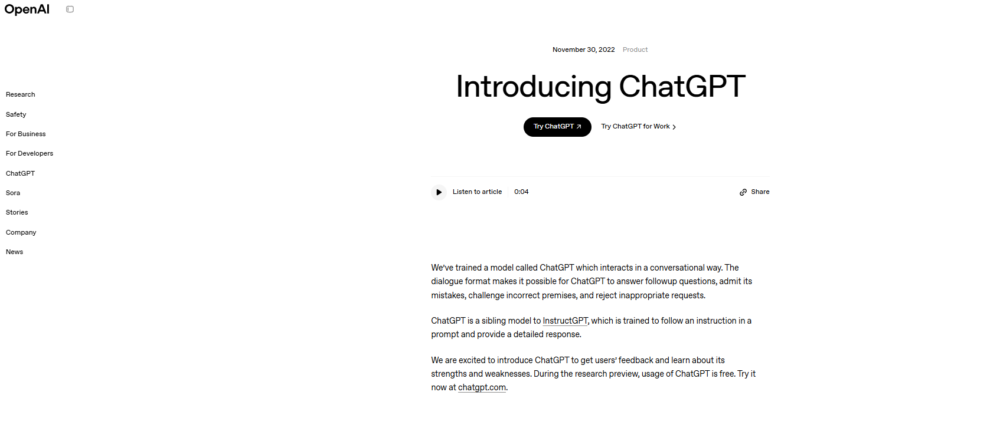 OpenAI
Research
Safety
For Business
For Developers
ChatGPT
Sora
Stories
Company
News
November 30, 2022 Product
Introducing ChatGPT
Try ChatGPT Try ChatGPT for Work
Listen to article 0:04 Share
We’ve trained a model called ChatGPT which interacts in a conversational way. The
dialogue format makes it possible for ChatGPT to answer followup questions, admit its
mistakes, challenge incorrect premises, and reject inappropriate requests.
ChatGPT is a sibling model to InstructGPT, which is trained to follow an instruction in a
prompt and provide a detailed response.
We are excited to introduce ChatGPT to get users’ feedback and learn about its
strengths and weaknesses. During the research preview, usage of ChatGPT is free. Try it
now at chatgpt.com.